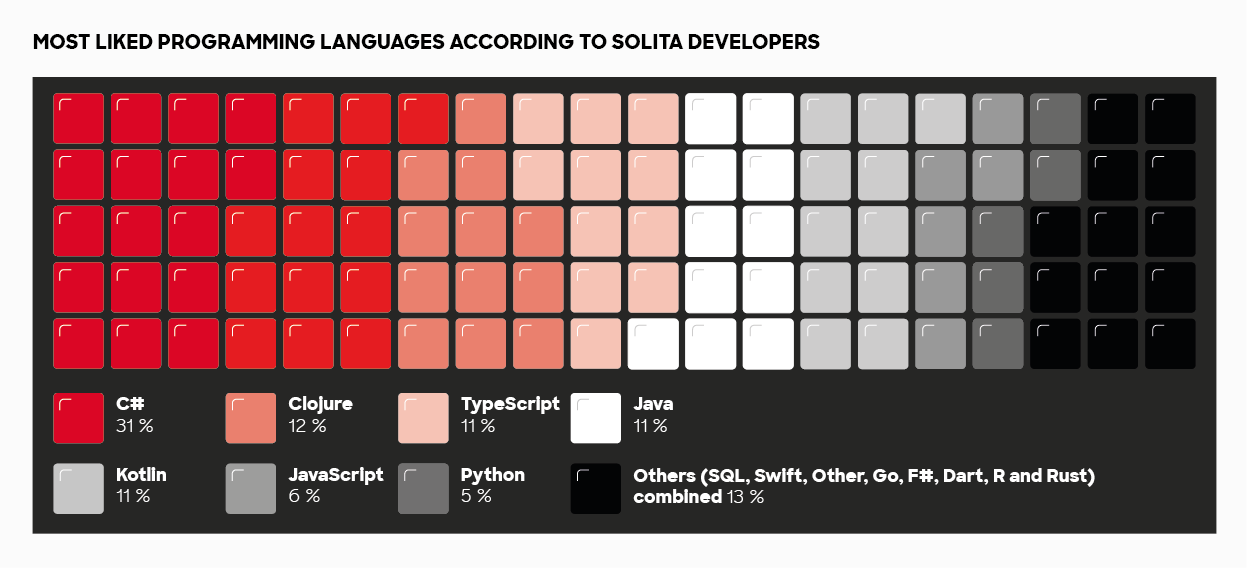 MOST LIKED PROGRAMMING LANGUAGES ACCORDING TO SOLITA DEVELOPERS
C#
31 %
Clojure
12 %
TypeScript
11 %
Java
11 %
Kotlin
11 %
JavaScript
6 %
Python
5 %
Others (SQL, Swift, Other, Go, F#, Dart, R and Rust)
combined 13 %